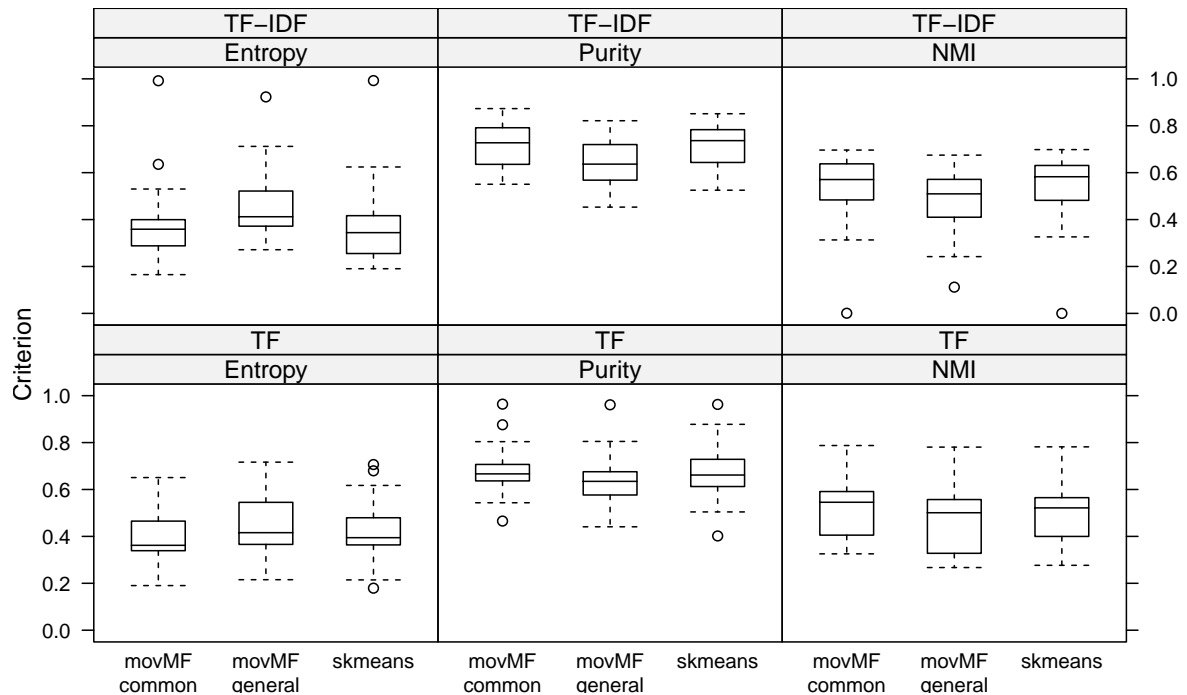 TF−IDF TF−IDF TF−IDF
Entropy Purity NMI
1.0
0.8
0.6
0.4
0.2
0.0
TF TF TF
Entropy Purity NMI
Criterion
1.0
0.8
0.6
0.4
0.2
0.0
movMF movMF skmeans movMF movMF skmeans movMF movMF skmeans
common general common general common general